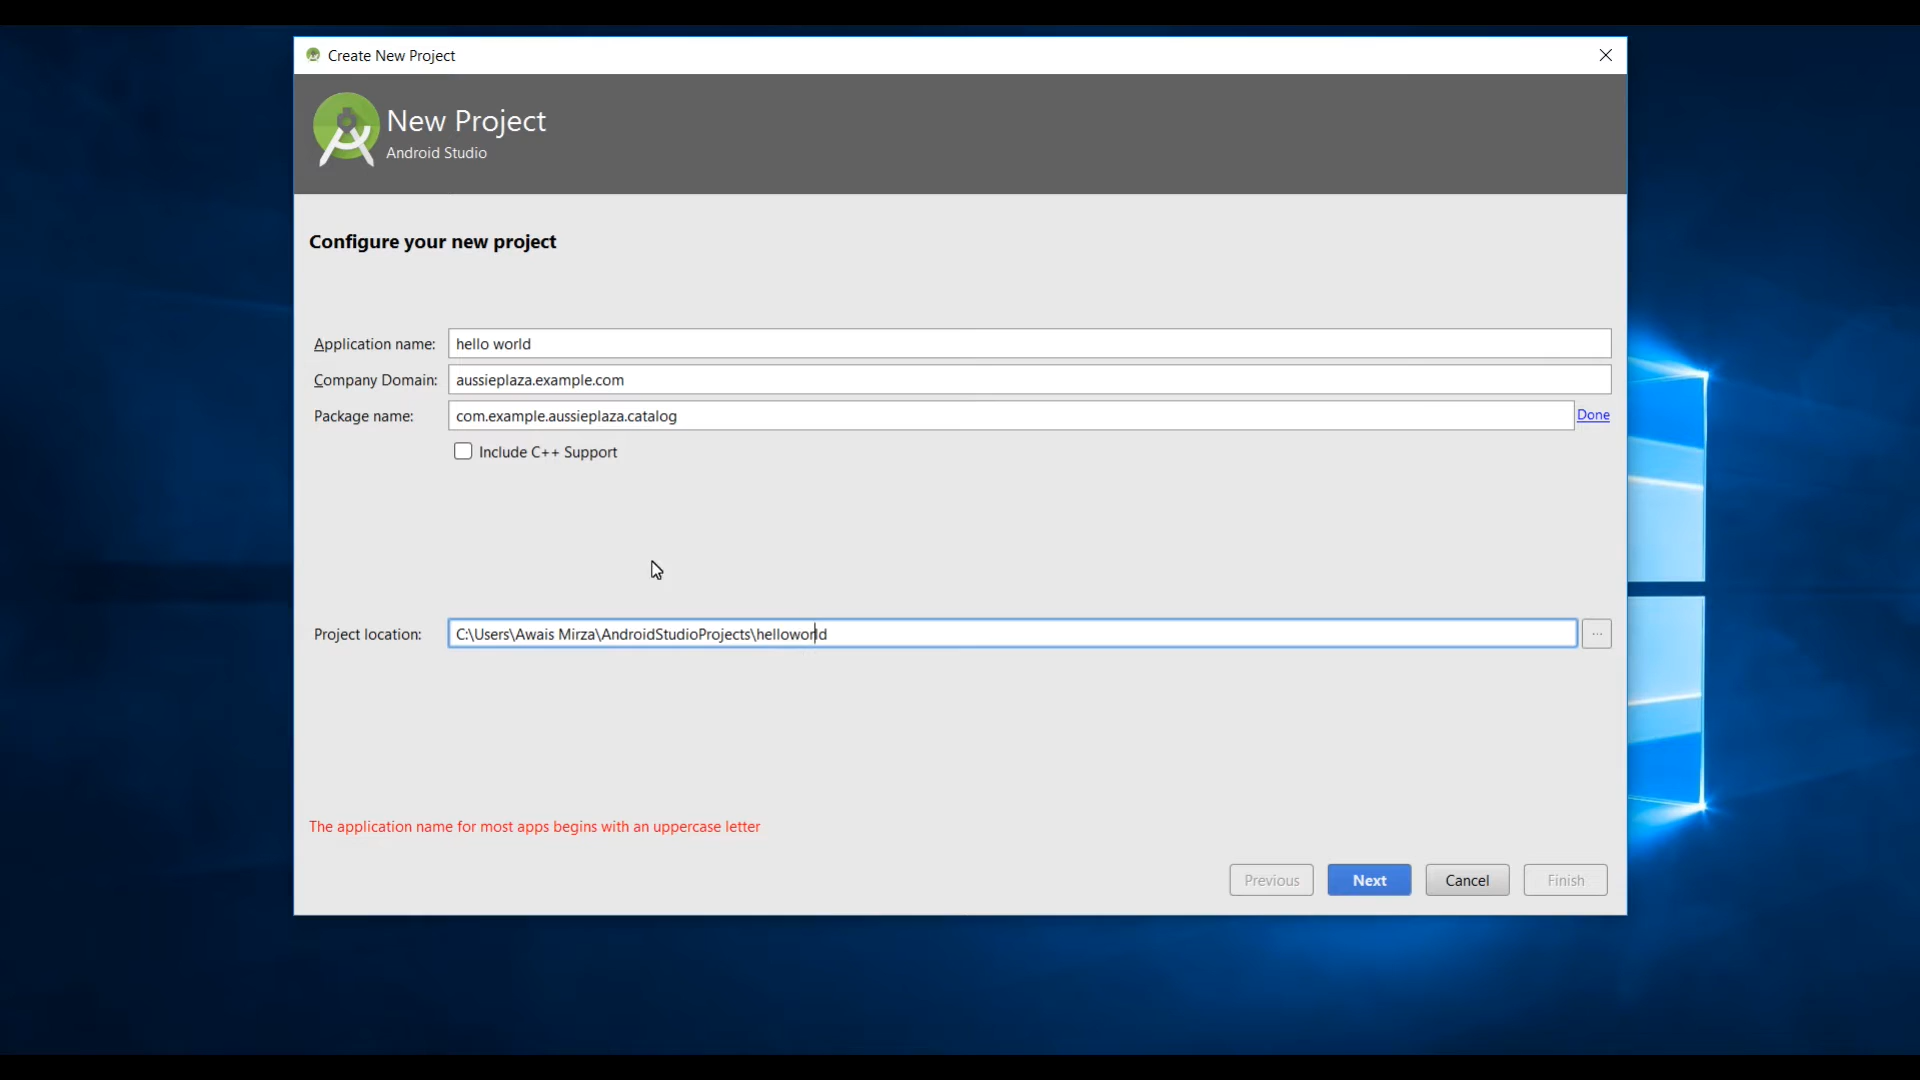 Create New Project
New Project
Android Studio
Configure your new project
Application name: hello world
Company Domain: aussieplaza.example.com
Package name: com.example.aussieplaza.catalog Done
Include C++ Support
Project location: C:\Users\Awais Mirza\AndroidStudioProjects\helloworld ...
The application name for most apps begins with an uppercase letter
Previous Next Cancel Finish